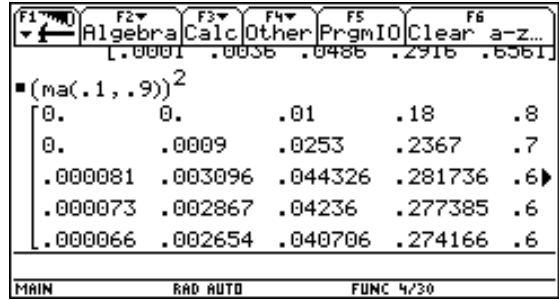 F1 F2 F3 F4 F5 F6
Algebra Calc Other PrgmIO Clear a-z…
[.0001 .0036 .0486 .2916 .6561]
▪(ma(.1,.9))²
[0. 0. .01 .18 .8
0. .0009 .0253 .2367 .7
.000081 .003096 .044326 .281736 .6
.000073 .002867 .04236 .277385 .6
.000066 .002654 .040706 .274166 .6
MAIN RAD AUTO FUNC 4/30